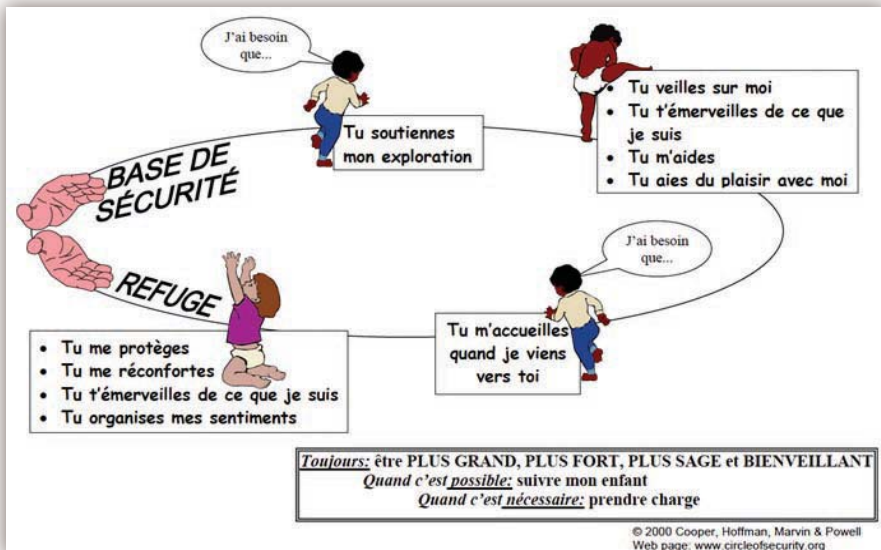 J'ai besoin
que...
Tu soutiennes
mon exploration
• Tu veilles sur moi
• Tu t'émerveilles de ce que
je suis
• Tu m'aides
• Tu aies du plaisir avec moi
BASE DE
SÉCURITÉ
REFUGE
J'ai besoin
que...
Tu m'accueilles
quand je viens
vers toi
• Tu me protèges
• Tu me réconfortes
• Tu t'émerveilles de ce que je suis
• Tu organises mes sentiments
Toujours: être PLUS GRAND, PLUS FORT, PLUS SAGE et BIENVEILLANT
Quand c'est possible: suivre mon enfant
Quand c'est nécessaire: prendre charge
© 2000 Cooper, Hoffman, Marvin & Powell
Web page: www.circleofsecurity.org